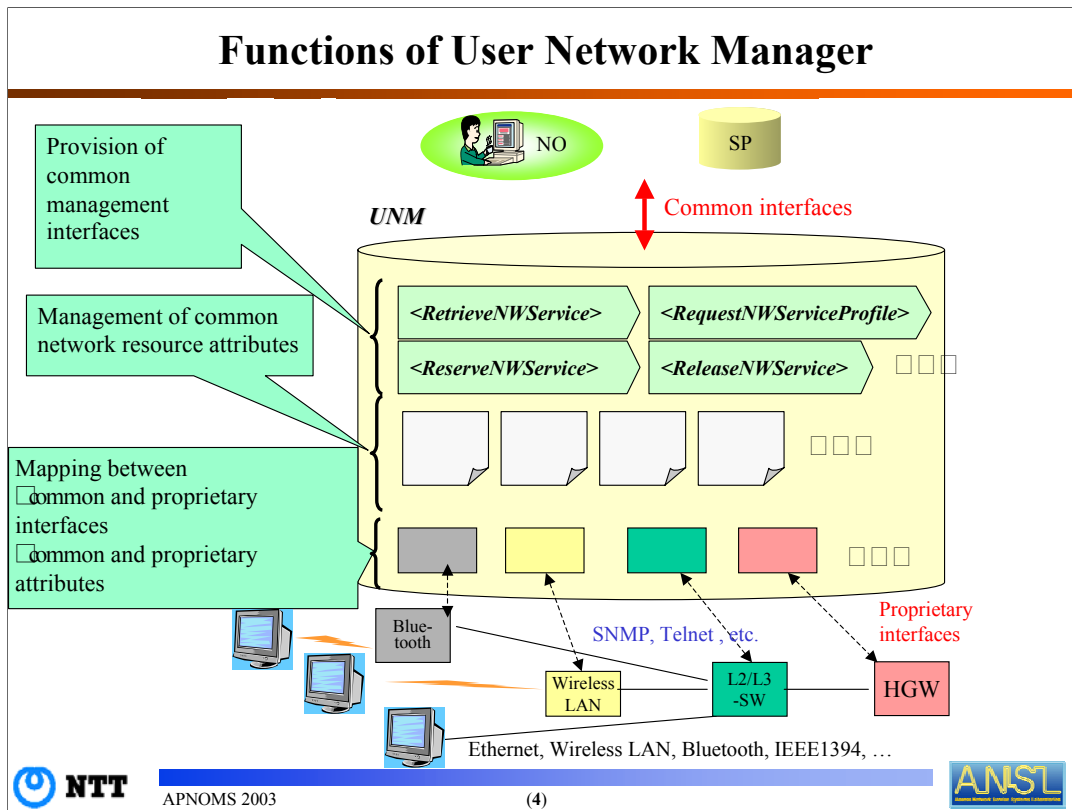 Functions of User Network Manager
Provision of
common
management
interfaces
NO
SP
UNM
Common interfaces
Management of common
network resource attributes
<RetrieveNWService>
<RequestNWServiceProfile>
<ReserveNWService>
<ReleaseNWService>
□□□
□□□
Mapping between
□ommon and proprietary
interfaces
□ommon and proprietary
attributes
□□□
Blue-
tooth
SNMP, Telnet , etc.
Proprietary
interfaces
Wireless
LAN
L2/L3
-SW
HGW
Ethernet, Wireless LAN, Bluetooth, IEEE1394, …
NTT
APNOMS 2003
(4)
ANSL